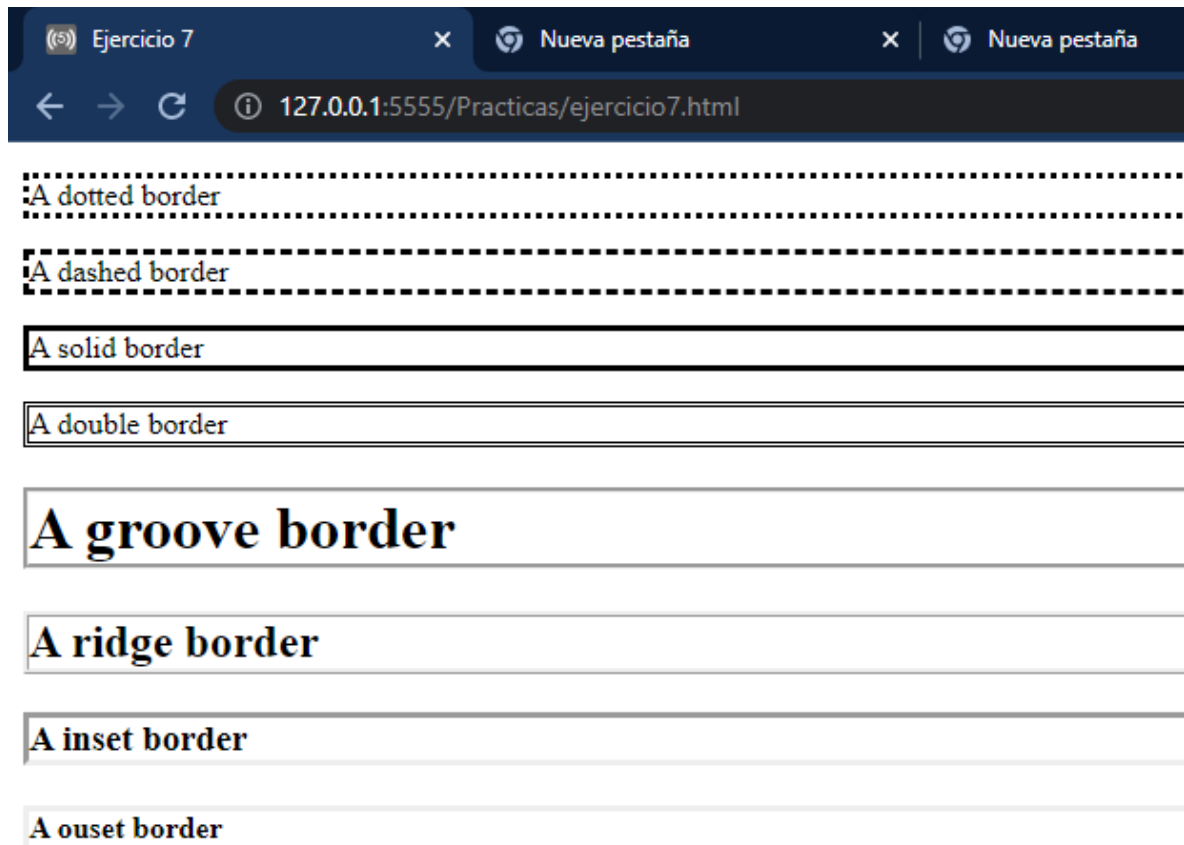 Ejercicio 7
Nueva pestaña
Nueva pestaña
127.0.0.1:5555/Practicas/ejercicio7.html
A dotted border
A dashed border
A solid border
A double border
A groove border
A ridge border
A inset border
A ouset border